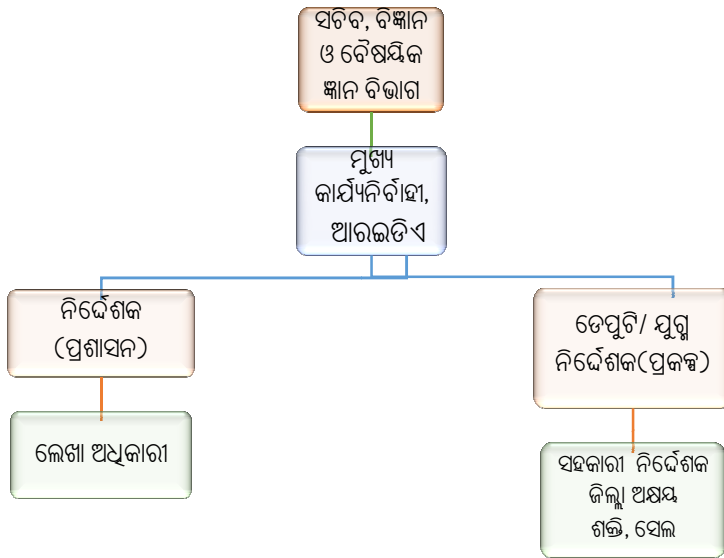 ସଚିବ, ବିଜ୍ଞାନ
ଓ ବୈଷୟିକ
ଜ୍ଞାନ ବିଭାଗ
ମୁଖ୍ୟ
କାର୍ଯ୍ୟନିର୍ବାହୀ,
ଆରଇଡିଏ
ନିର୍ଦ୍ଦେଶକ
(ପ୍ରଶାସନ)
ଡେପୁଟି/ ଯୁଗ୍ମ
ନିର୍ଦ୍ଦେଶକ(ପ୍ରକଳ୍ପ)
ଲେଖା ଅଧିକାରୀ
ସହକାରୀ ନିର୍ଦ୍ଦେଶକ
ଜିଲ୍ଲା ଅକ୍ଷୟ
ଶକ୍ତି, ସେଲ